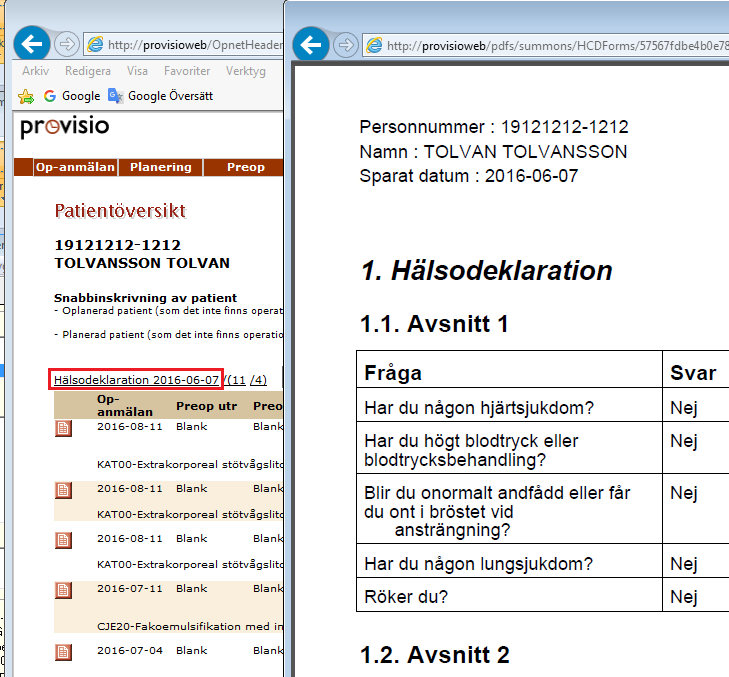 http://provisioweb/OpnetHeader
Arkiv Redigera Visa Favoriter Verktyg
Google Google Översätt
provisio
Op-anmälan Planering Preop
Patientöversikt
19121212-1212
TOLVANSSON TOLVAN
Snabbinskrivning av patient
- Oplanerad patient (som det inte finns operat
- Planerad patient (som det inte finns operatio
Hälsodeklaration 2016-06-07 /(11 /4)
Op-anmälan Preop utr Preo
2016-08-11 Blank Blank
KAT00-Extrakorporeal stötvågslito
2016-08-11 Blank Blank
KAT00-Extrakorporeal stötvågslito
2016-08-11 Blank Blank
KAT00-Extrakorporeal stötvågslito
2016-07-11 Blank Blank
CJE20-Fakoemulsifikation med in
2016-07-04 Blank Blank
http://provisioweb/pdfs/summons/HCDForms/57567fdbe4b0e78
Personnummer : 19121212-1212
Namn : TOLVAN TOLVANSSON
Sparat datum : 2016-06-07
1. Hälsodeklaration
1.1. Avsnitt 1
Fråga Svar
Har du någon hjärtsjukdom? Nej
Har du högt blodtryck eller Nej
blodtrycksbehandling?
Blir du onormalt andfådd eller får Nej
du ont i bröstet vid
ansträngning?
Har du någon lungsjukdom? Nej
Röker du? Nej
1.2. Avsnitt 2